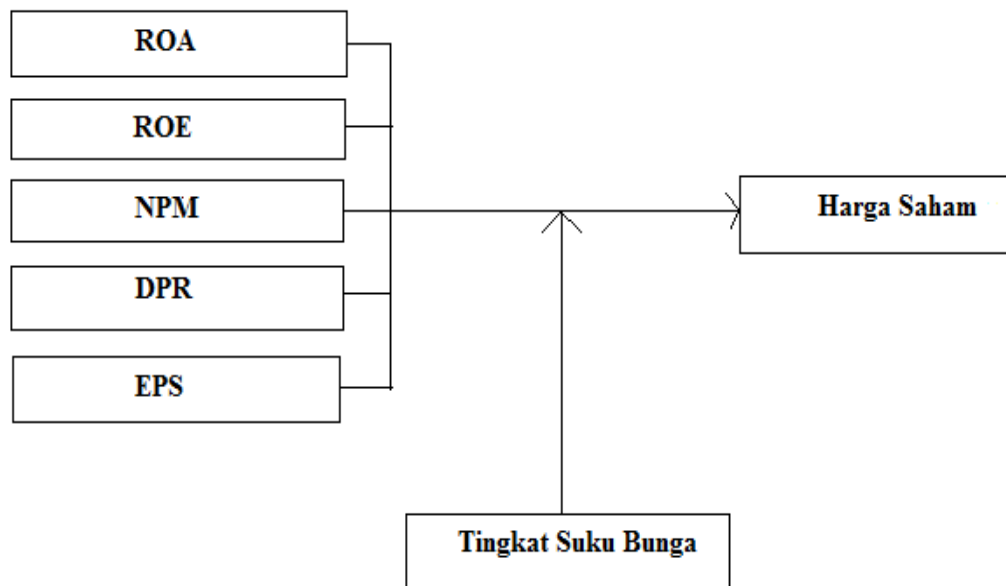 ROA
ROE
NPM
DPR
EPS
Harga Saham
Tingkat Suku Bunga